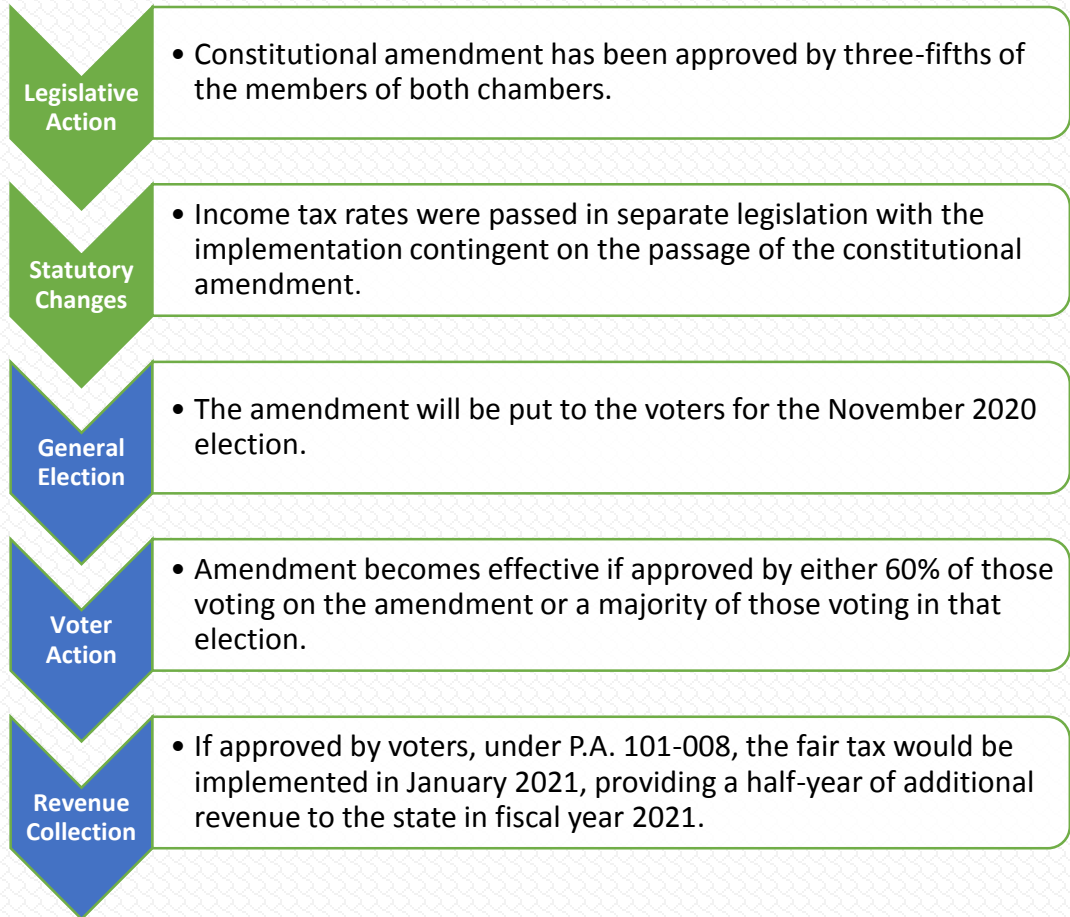 Legislative
Action
• Constitutional amendment has been approved by three-fifths of
the members of both chambers.
Statutory
Changes
• Income tax rates were passed in separate legislation with the
implementation contingent on the passage of the constitutional
amendment.
General
Election
• The amendment will be put to the voters for the November 2020
election.
Voter
Action
• Amendment becomes effective if approved by either 60% of those
voting on the amendment or a majority of those voting in that
election.
Revenue
Collection
• If approved by voters, under P.A. 101-008, the fair tax would be
implemented in January 2021, providing a half-year of additional
revenue to the state in fiscal year 2021.